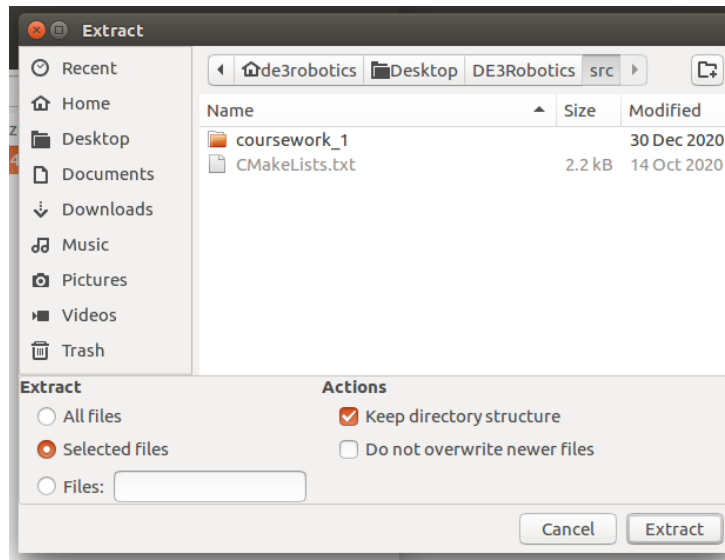 Extract
Recent
Home
Desktop
Documents
Downloads
Music
Pictures
Videos
Trash
de3robotics Desktop DE3Robotics src
Name Size Modified
coursework_1 30 Dec 2020
CMakeLists.txt 2.2 kB 14 Oct 2020
Extract
All files
Selected files
Files:
Actions
Keep directory structure
Do not overwrite newer files
Cancel Extract